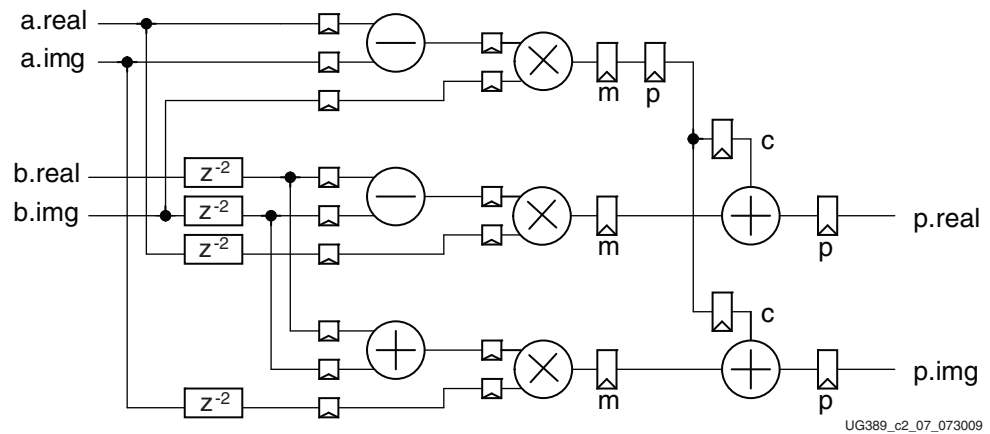 a.real
a.img
m
p
c
b.real
z-2
b.img
z-2
m
p.real
z-2
p
c
m
p.img
z-2
p
UG389_c2_07_073009